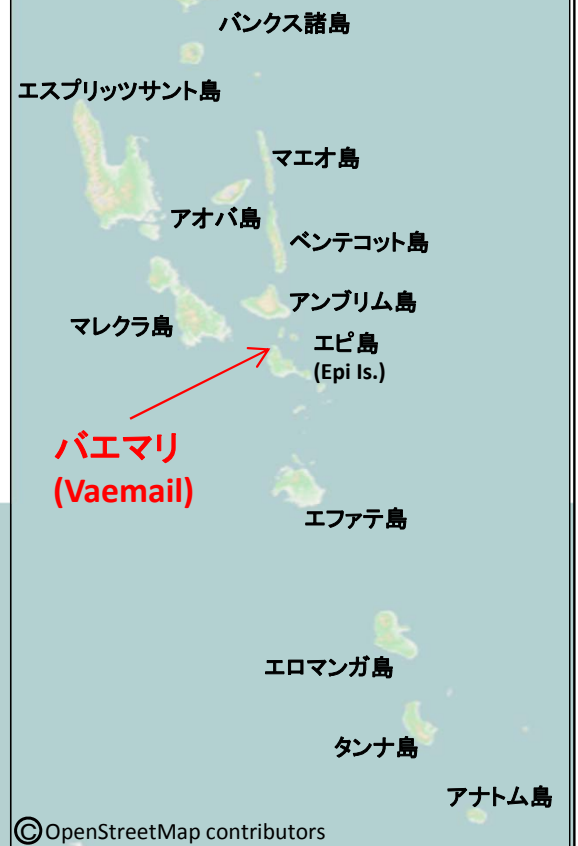 バンクス諸島
エスプリッツサント島
マエオ島
アオバ島
ペンテコット島
アンブリム島
マレクラ島
エピ島
(Epi Is.)
バエマリ
(Vaemail)
エファテ島
エロマンガ島
タンナ島
アナトム島
©OpenStreetMap contributors